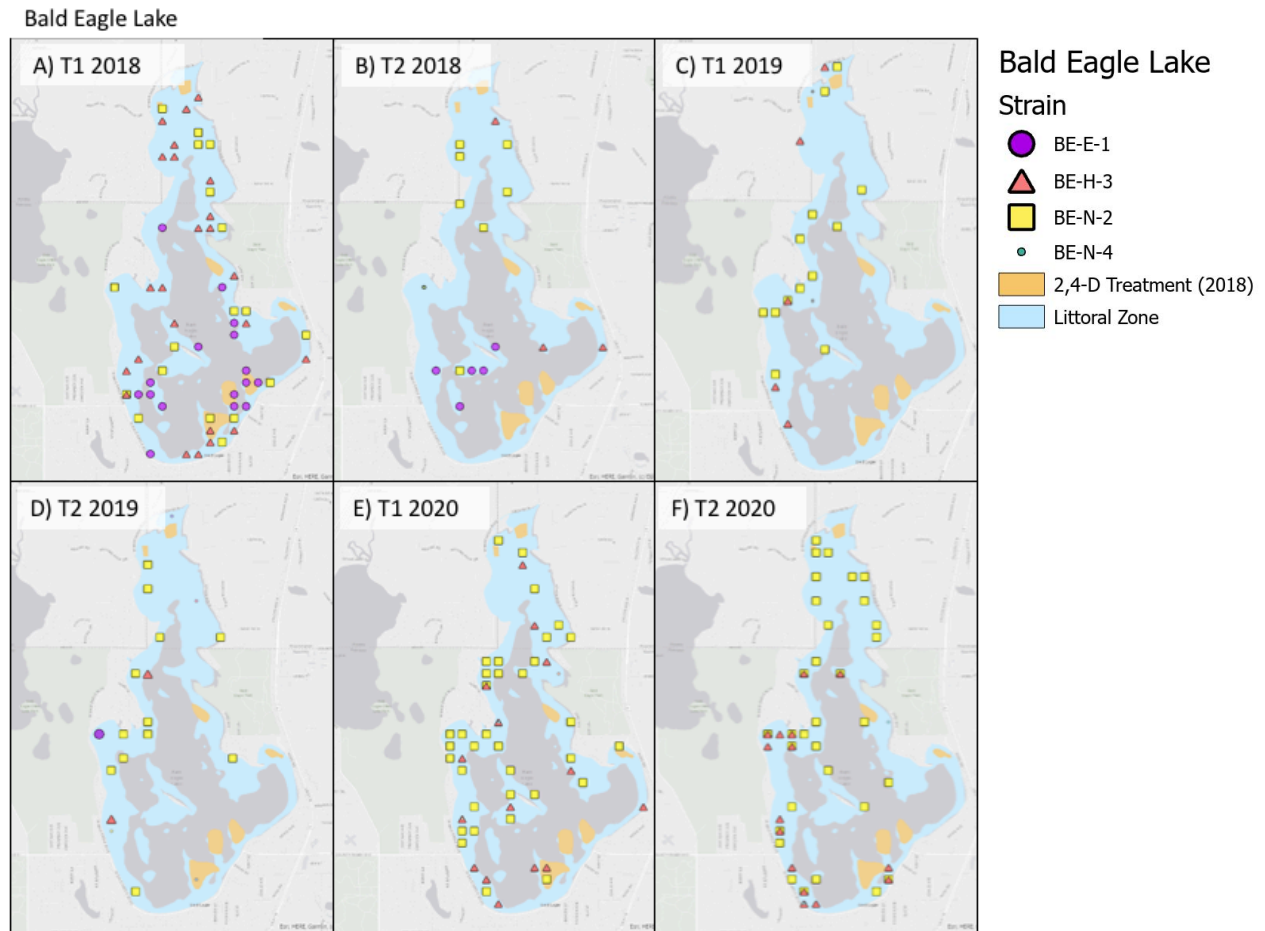 Bald Eagle Lake
A) T1 2018
B) T2 2018
C) T1 2019
Bald Eagle Lake
Strain
BE-E-1
BE-H-3
BE-N-2
BE-N-4
2,4-D Treatment (2018)
Littoral Zone
D) T2 2019
E) T1 2020
F) T2 2020